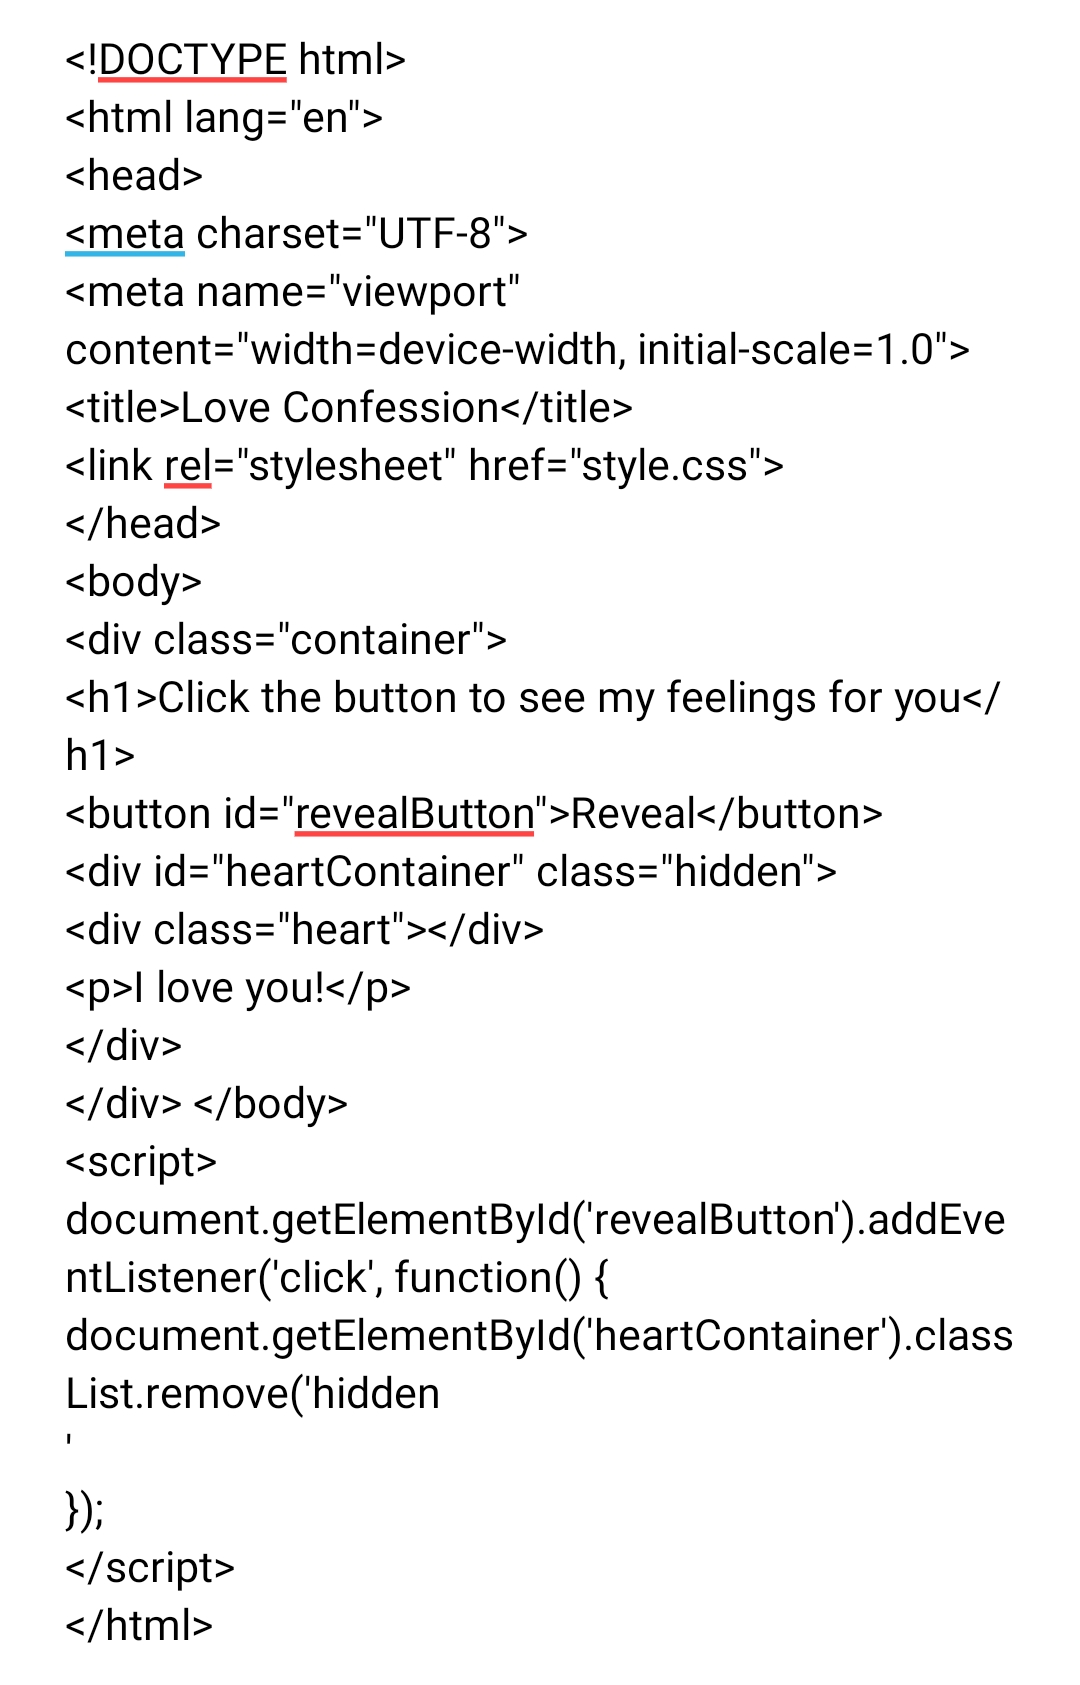 <!DOCTYPE html>
<html lang="en">
<head>
<meta charset="UTF-8">
<meta name="viewport"
content="width=device-width, initial-scale=1.0">
<title>Love Confession</title>
<link rel="stylesheet" href="style.css">
</head>
<body>
<div class="container">
<h1>Click the button to see my feelings for you</
h1>
<button id="revealButton">Reveal</button>
<div id="heartContainer" class="hidden">
<div class="heart"></div>
<p>I love you!</p>
</div>
</div> </body>
<script>
document.getElementById('revealButton').addEve
ntListener('click', function() {
document.getElementById('heartContainer').class
List.remove('hidden
'
});
</script>
</html>